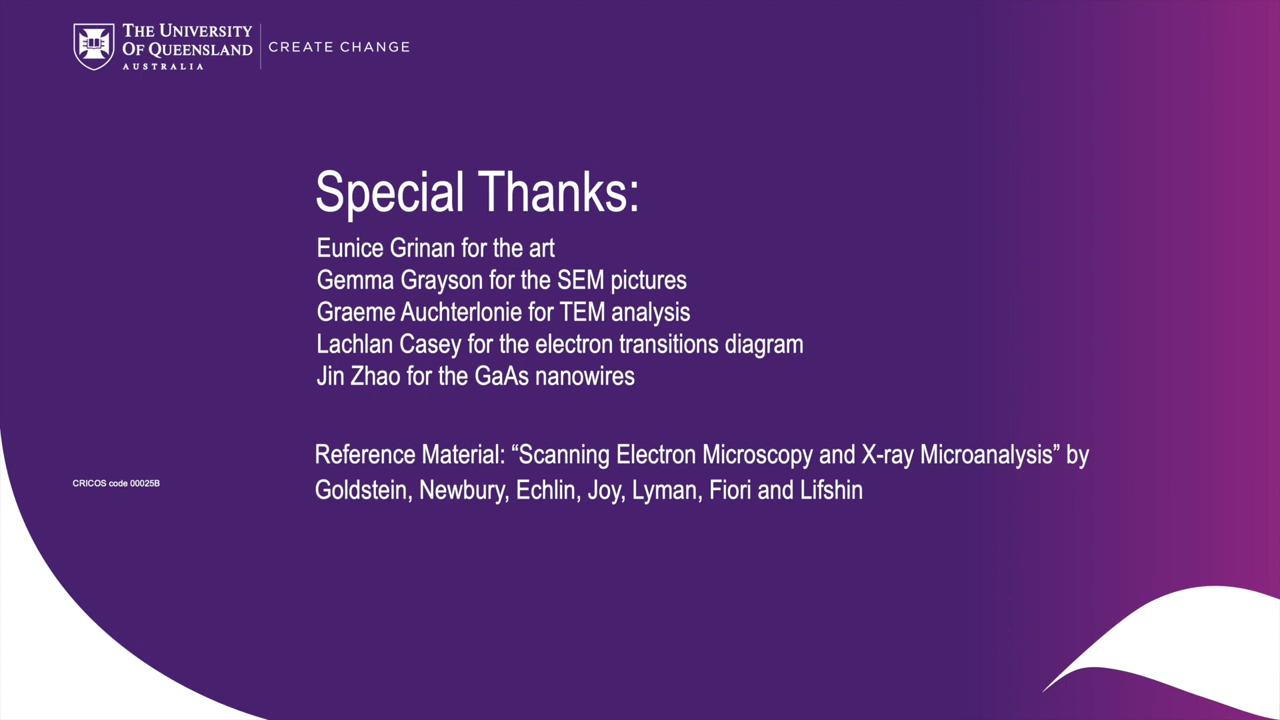 THE UNIVERSITY
OF QUEENSLAND
AUSTRALIA
CREATE CHANGE
Special Thanks:
Eunice Grinan for the art
Gemma Grayson for the SEM pictures
Graeme Auchterlonie for TEM analysis
Lachlan Casey for the electron transitions diagram
Jin Zhao for the GaAs nanowires
Reference Material: “Scanning Electron Microscopy and X-ray Microanalysis” by
Goldstein, Newbury, Echlin, Joy, Lyman, Fiori and Lifshin
CRICOS code 00025B